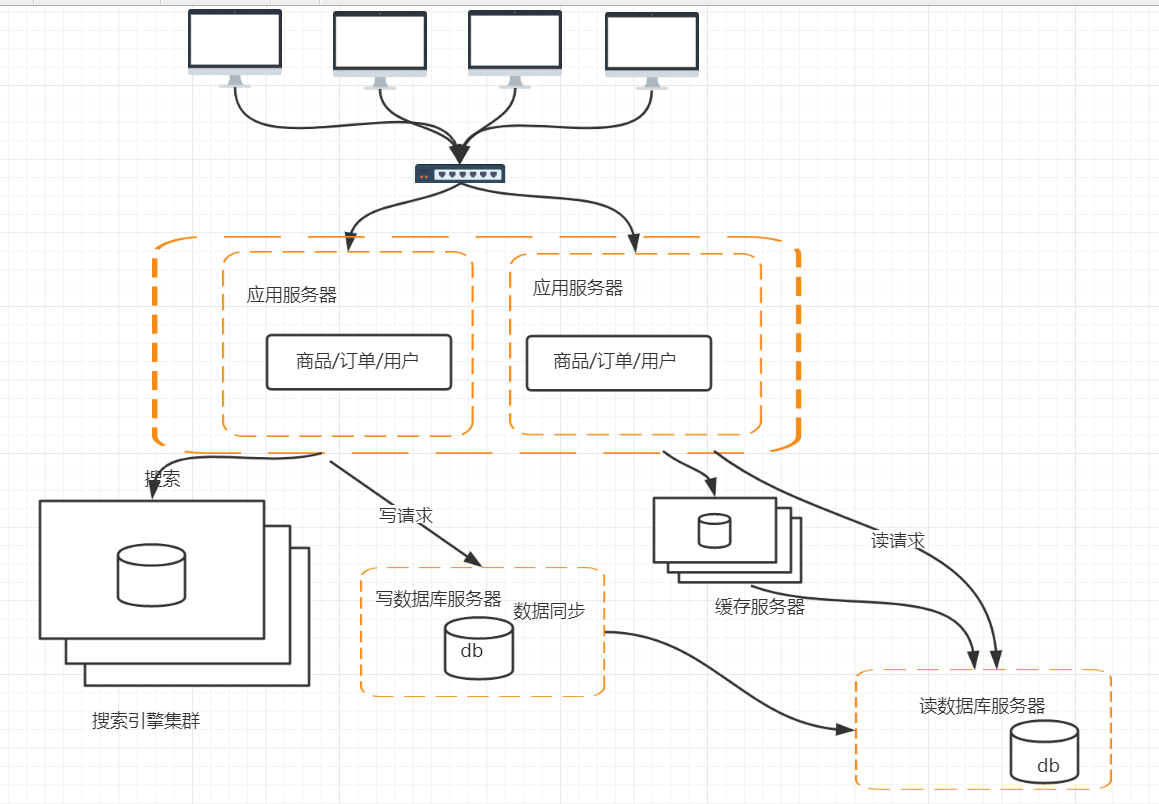 应用服务器
应用服务器
商品/订单/用户
商品/订单/用户
搜索
写请求
读请求
写数据库服务器
数据同步
db
缓存服务器
搜索引擎集群
读数据库服务器
db